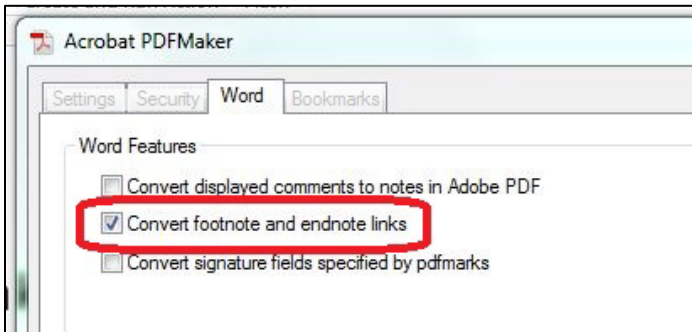 Acrobat PDFMaker
Settings Security Word Bookmarks
Word Features
Convert displayed comments to notes in Adobe PDF
Convert footnote and endnote links
Convert signature fields specified by pdfmarks